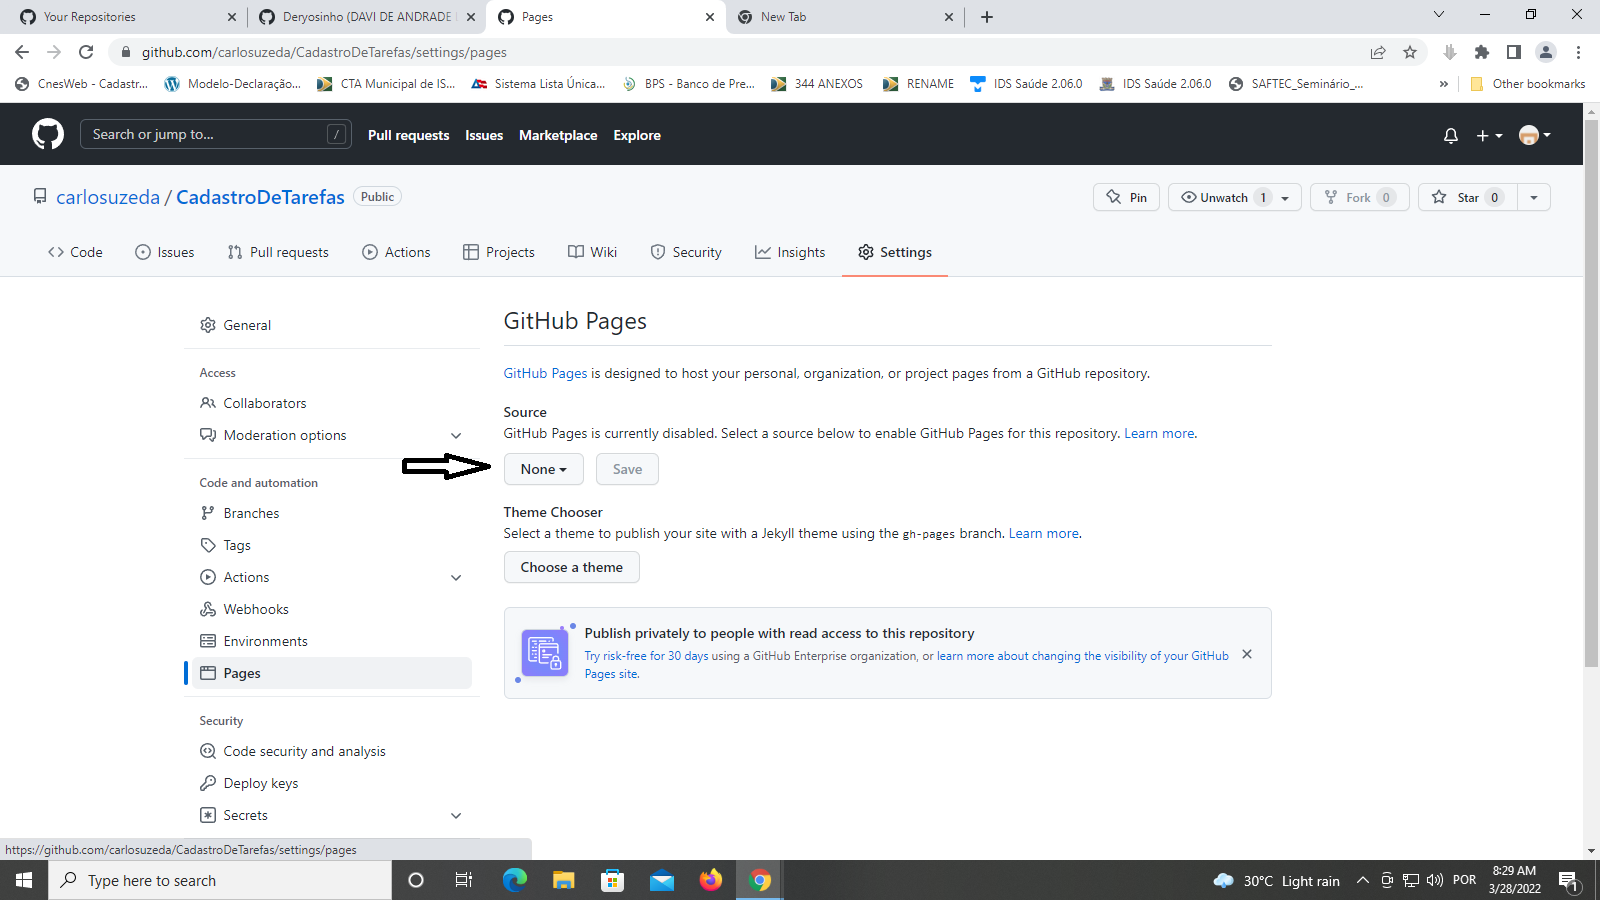 Your Repositories
Deryosinho (DAVI DE ANDRADE
Pages
New Tab
github.com/carlosuzeda/CadastroDeTarefas/settings/pages
CnesWeb - Cadastr...
Modelo-Declaração...
CTA Municipal de IS...
Sistema Lista Única...
BPS - Banco de Pre...
344 ANEXOS
RENAME
IDS Saúde 2.06.0
IDS Saúde 2.06.0
SAFTEC_Seminário_...
»
Other bookmarks
Search or jump to...
/
Pull requests
Issues
Marketplace
Explore
carlosuzeda / CadastroDeTarefas
Public
Pin
Unwatch 1
Fork 0
Star 0
Code
Issues
Pull requests
Actions
Projects
Wiki
Security
Insights
Settings
General
Access
Collaborators
Moderation options
Code and automation
Branches
Tags
Actions
Webhooks
Environments
Pages
Security
Code security and analysis
Deploy keys
Secrets
GitHub Pages
GitHub Pages is designed to host your personal, organization, or project pages from a GitHub repository.
Source
GitHub Pages is currently disabled. Select a source below to enable GitHub Pages for this repository. Learn more.
None
Save
Theme Chooser
Select a theme to publish your site with a Jekyll theme using the gh-pages branch. Learn more.
Choose a theme
Publish privately to people with read access to this repository
Try risk-free for 30 days using a GitHub Enterprise organization, or learn more about changing the visibility of your GitHub
Pages site.
https://github.com/carlosuzeda/CadastroDeTarefas/settings/pages
Type here to search
30°C Light rain
POR
8:29 AM
3/28/2022
1